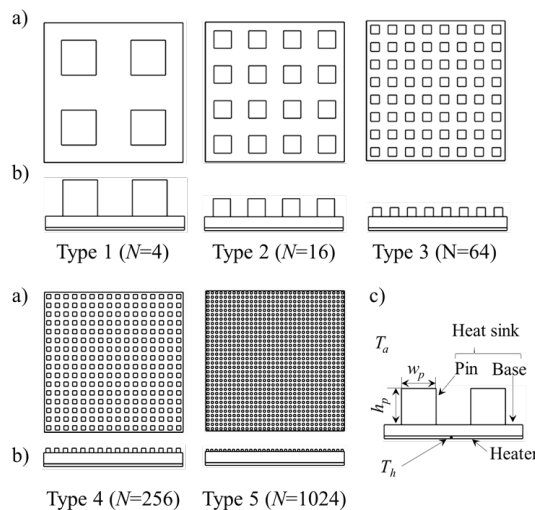 a)
b)
Type 1 (N=4) Type 2 (N=16) Type 3 (N=64)
a)
b)
Type 4 (N=256) Type 5 (N=1024)
c)
Heat sink
Tₐ
wₚ Pin Base
hₚ
Tₕ Heater